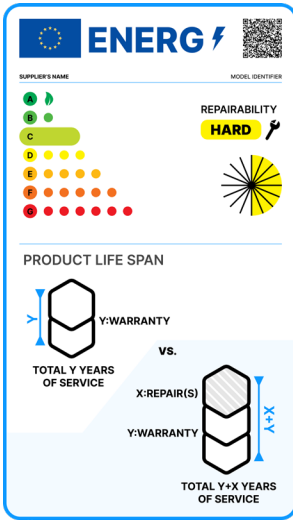 ENERG
SUPPLIER'S NAME
MODEL IDENTIFIER
A
B
C
D
E
F
G
REPAIRABILITY
HARD
PRODUCT LIFE SPAN
Y
Y:WARRANTY
TOTAL Y YEARS
OF SERVICE
VS.
X:REPAIR(S)
Y:WARRANTY
X+Y
TOTAL Y+X YEARS
OF SERVICE